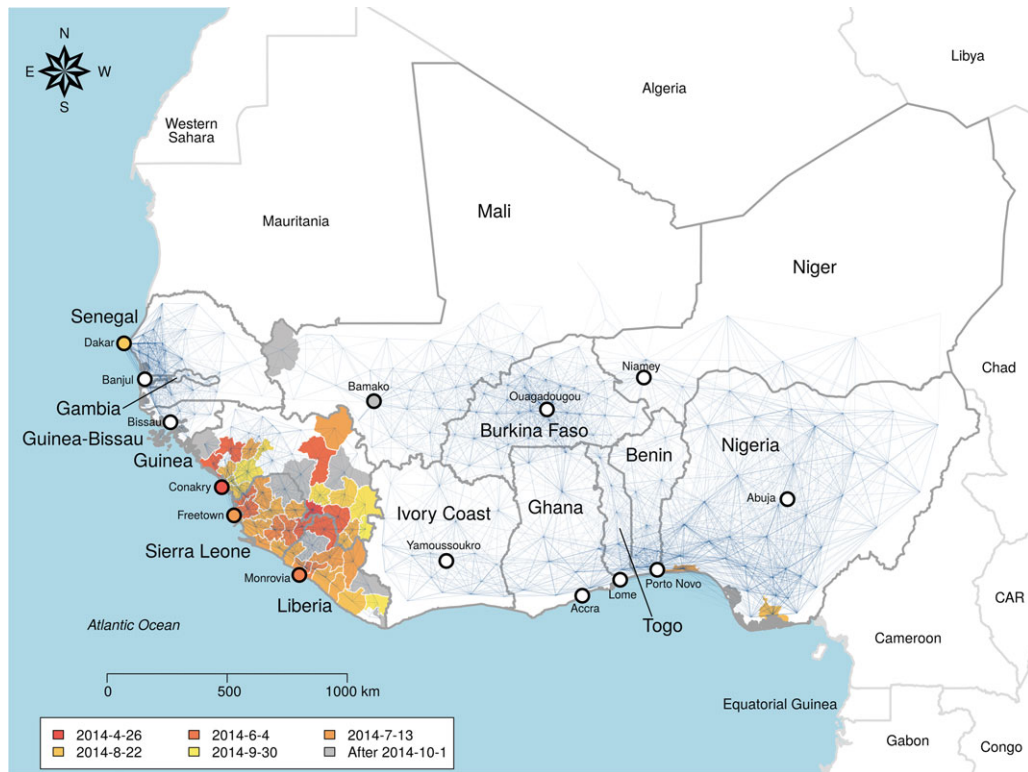 N
E W
S
Libya
Algeria
Western
Sahara
Mauritania
Mali
Niger
Senegal
Dakar
Chad
Banjul
Niamey
Bamako
Gambia
Ouagadougou
Bissau
Burkina Faso
Guinea-Bissau
Nigeria
Benin
Guinea
Conakry
Abuja
Ivory Coast
Ghana
Freetown
Sierra Leone
Yamoussoukro
Monrovia
Porto Novo
Lome
Accra
Liberia
CAR
Atlantic Ocean
Togo
Cameroon
0 500 1000 km
Equatorial Guinea
2014-4-26 2014-6-4 2014-7-13
2014-8-22 2014-9-30 After 2014-10-1
Gabon
Congo